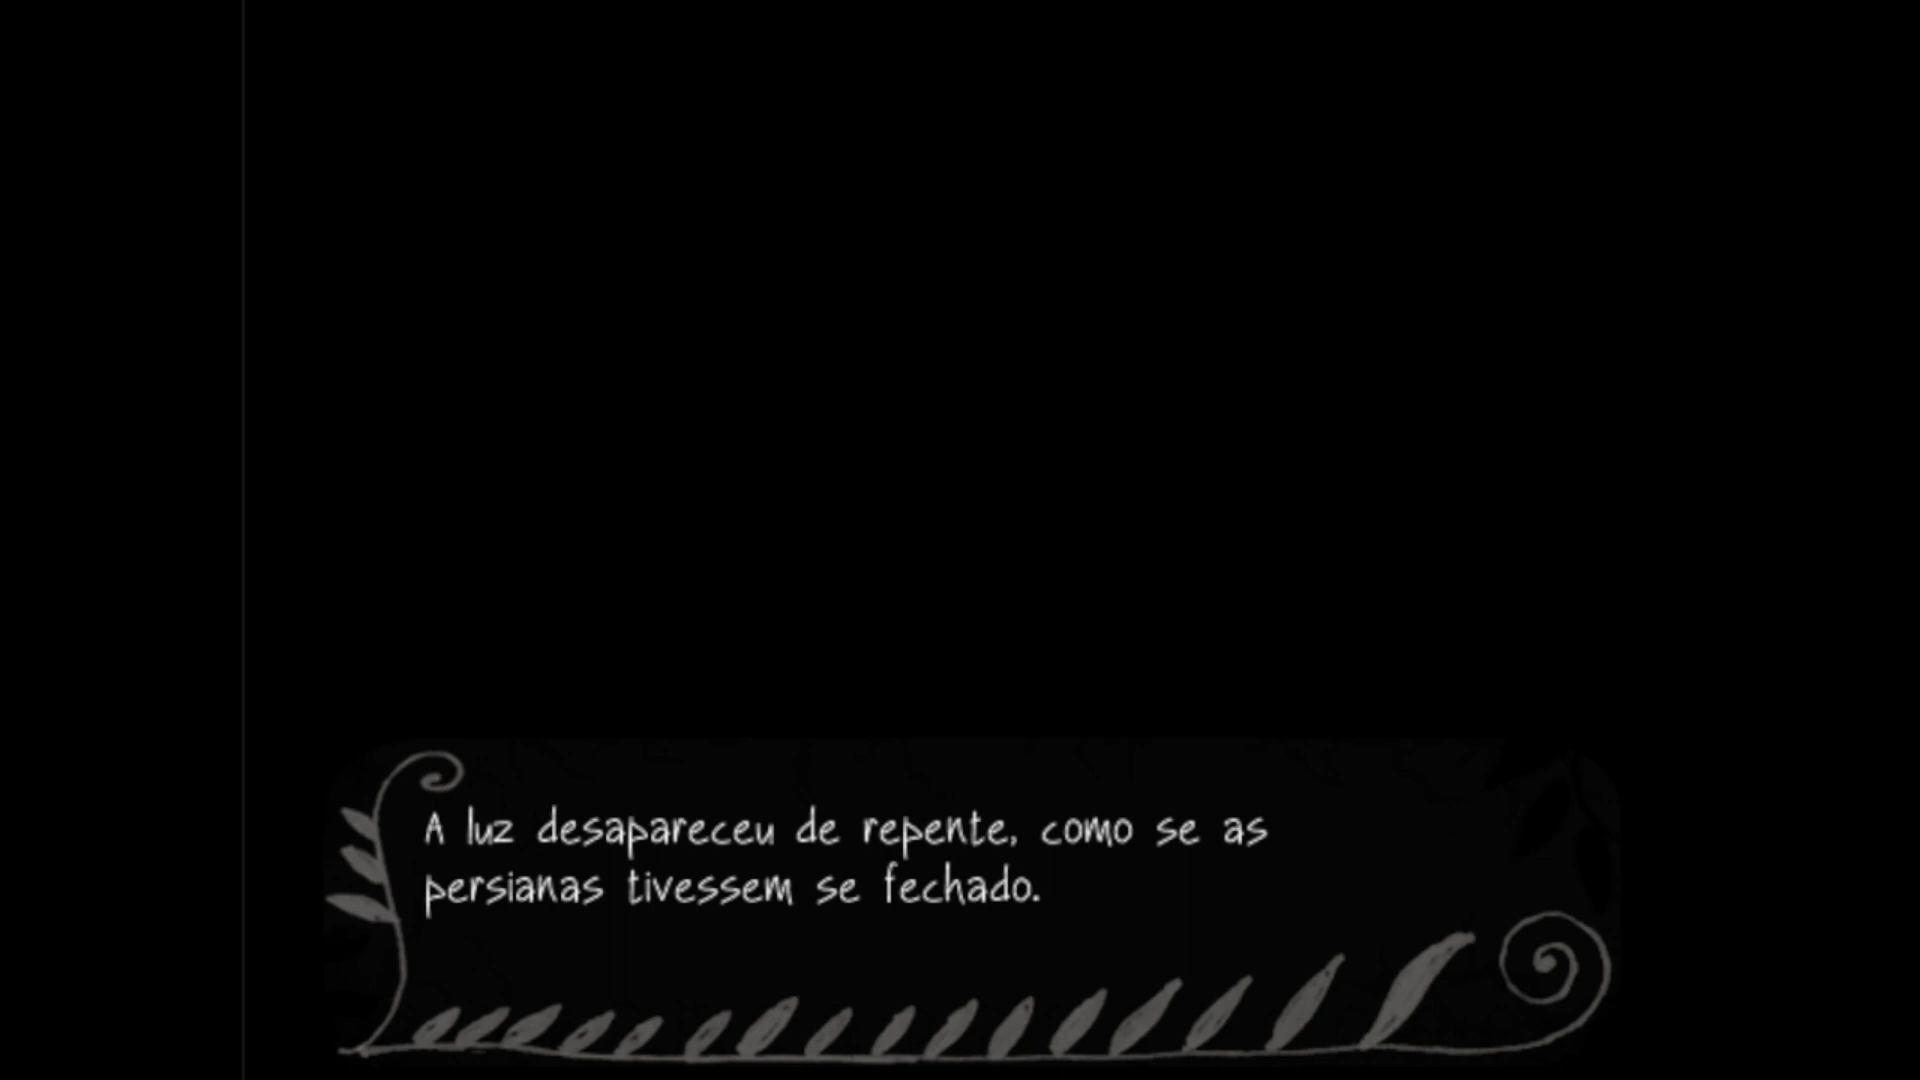 A luz desapareceu de repente, como se as
persianas tivessem se fechado.